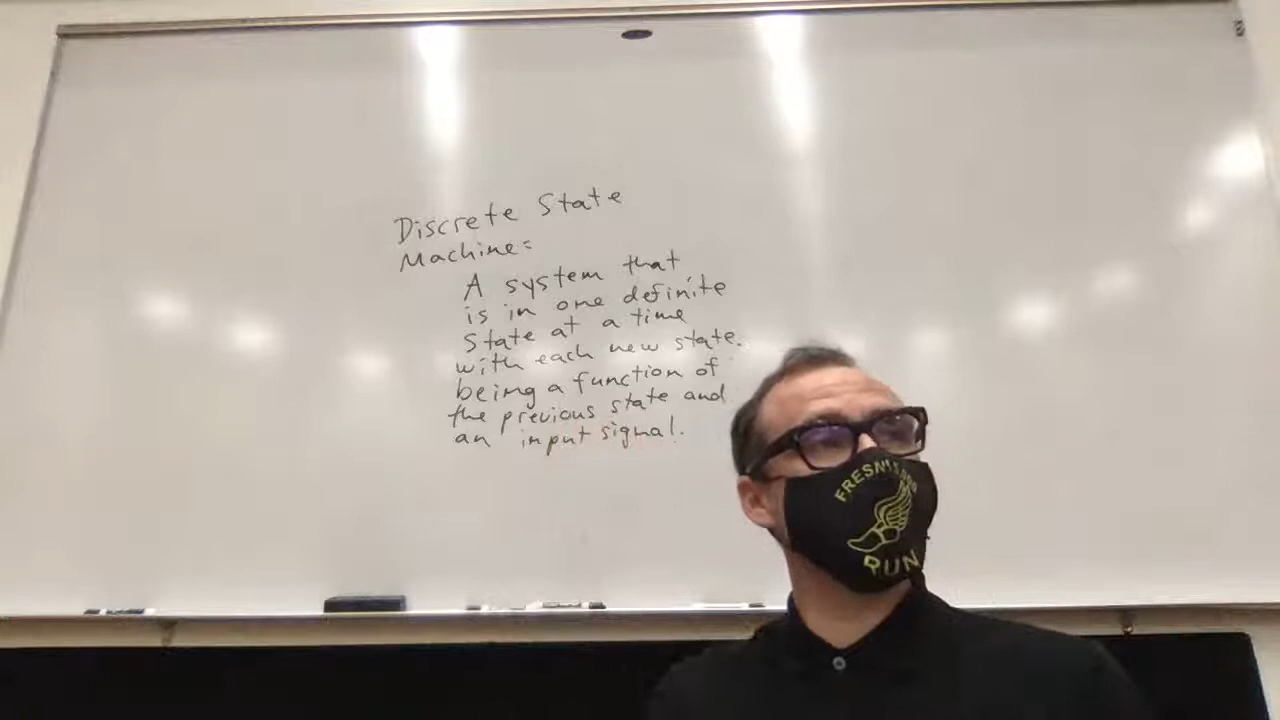 Discrete State
Machine:
A system that
is in one definite
State at a time
with each new state.
being a function of
the previous state and
an input signal.
RUN